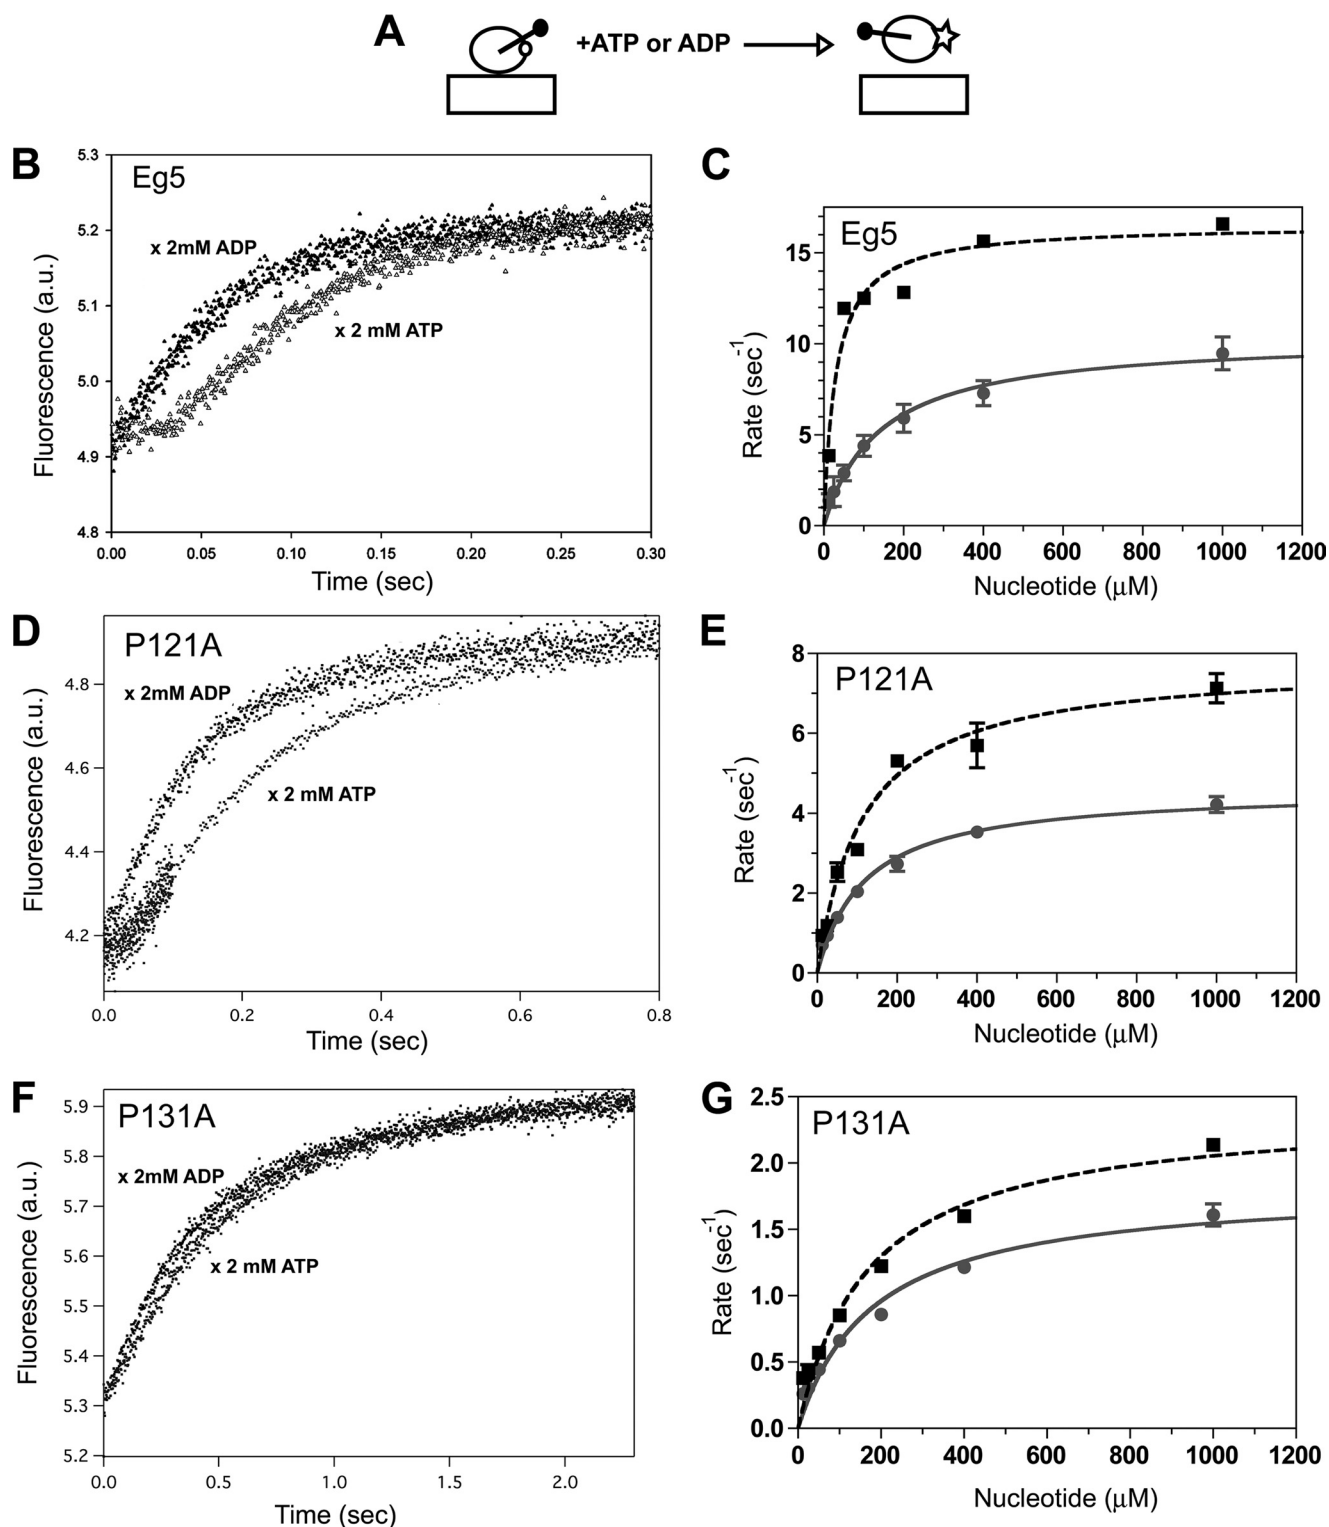 A
+ATP or ADP
B
Eg5
x 2mM ADP
x 2 mM ATP
Fluorescence (a.u.)
5.3
5.2
5.1
5.0
4.9
4.8
0.00 0.05 0.10 0.15 0.20 0.25 0.30
Time (sec)
C
Eg5
Rate (sec-1)
15
10
5
0
0 200 400 600 800 1000 1200
Nucleotide (μM)
D
P121A
x 2mM ADP
x 2 mM ATP
Fluorescence (a.u.)
4.8
4.6
4.4
4.2
0.0 0.2 0.4 0.6 0.8
Time (sec)
E
P121A
Rate (sec-1)
8
6
4
2
0
0 200 400 600 800 1000 1200
Nucleotide (μM)
F
P131A
x 2mM ADP
x 2 mM ATP
Fluorescence (a.u.)
5.9
5.8
5.7
5.6
5.5
5.4
5.3
5.2
0.0 0.5 1.0 1.5 2.0
Time (sec)
G
P131A
Rate (sec-1)
2.5
2.0
1.5
1.0
0.5
0.0
0 200 400 600 800 1000 1200
Nucleotide (μM)